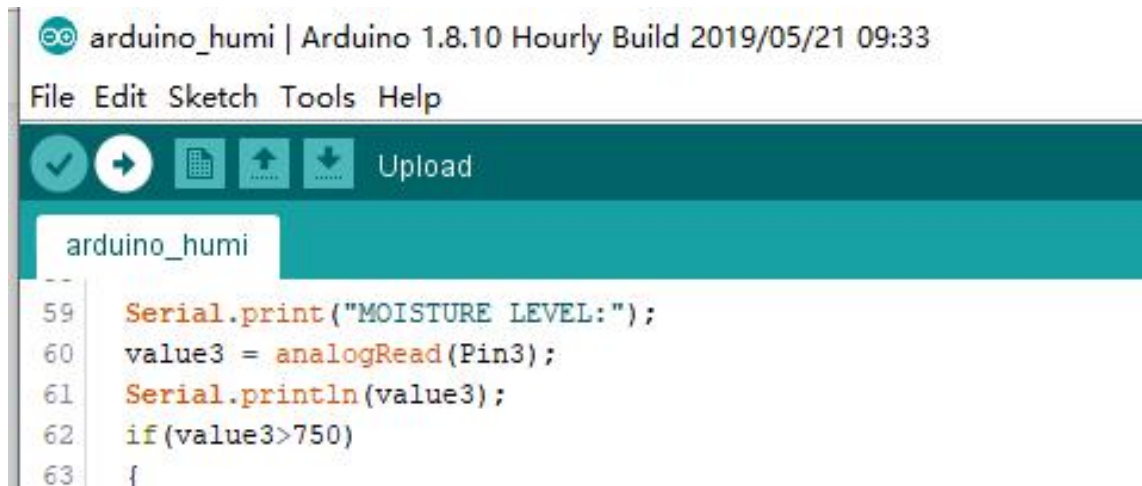 arduino_humi | Arduino 1.8.10 Hourly Build 2019/05/21 09:33
File Edit Sketch Tools Help
Upload
arduino_humi
59 Serial.print("MOISTURE LEVEL:");
60 value3 = analogRead(Pin3);
61 Serial.println(value3);
62 if(value3>750)
63 {